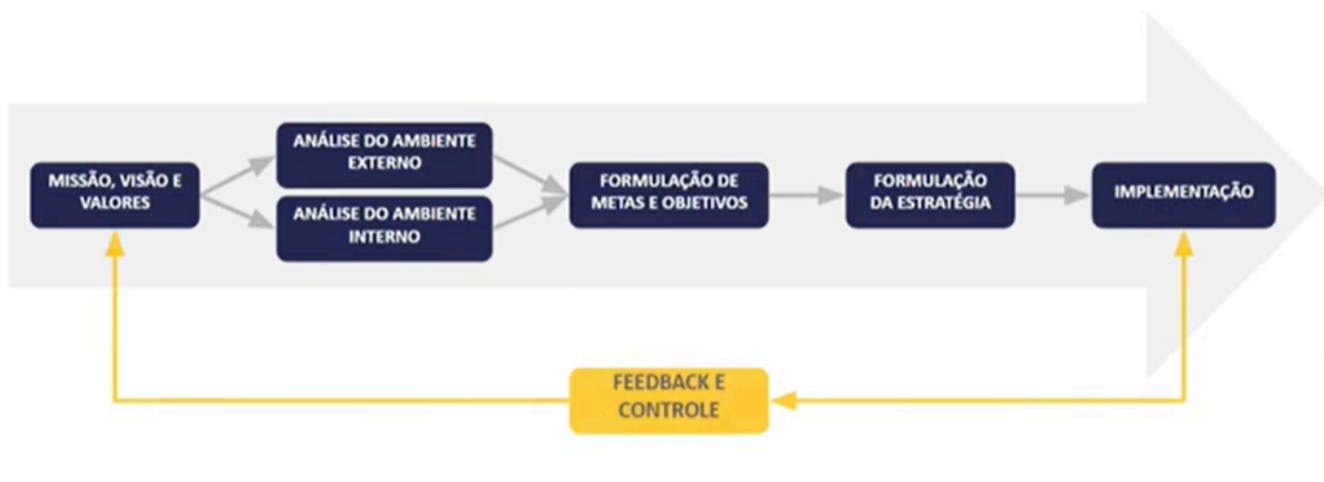 MISSÃO, VISÃO E
VALORES
ANÁLISE DO AMBIENTE
EXTERNO
ANÁLISE DO AMBIENTE
INTERNO
FORMULAÇÃO DE
METAS E OBJETIVOS
FORMULAÇÃO
DA ESTRATÉGIA
IMPLEMENTAÇÃO
FEEDBACK E
CONTROLE